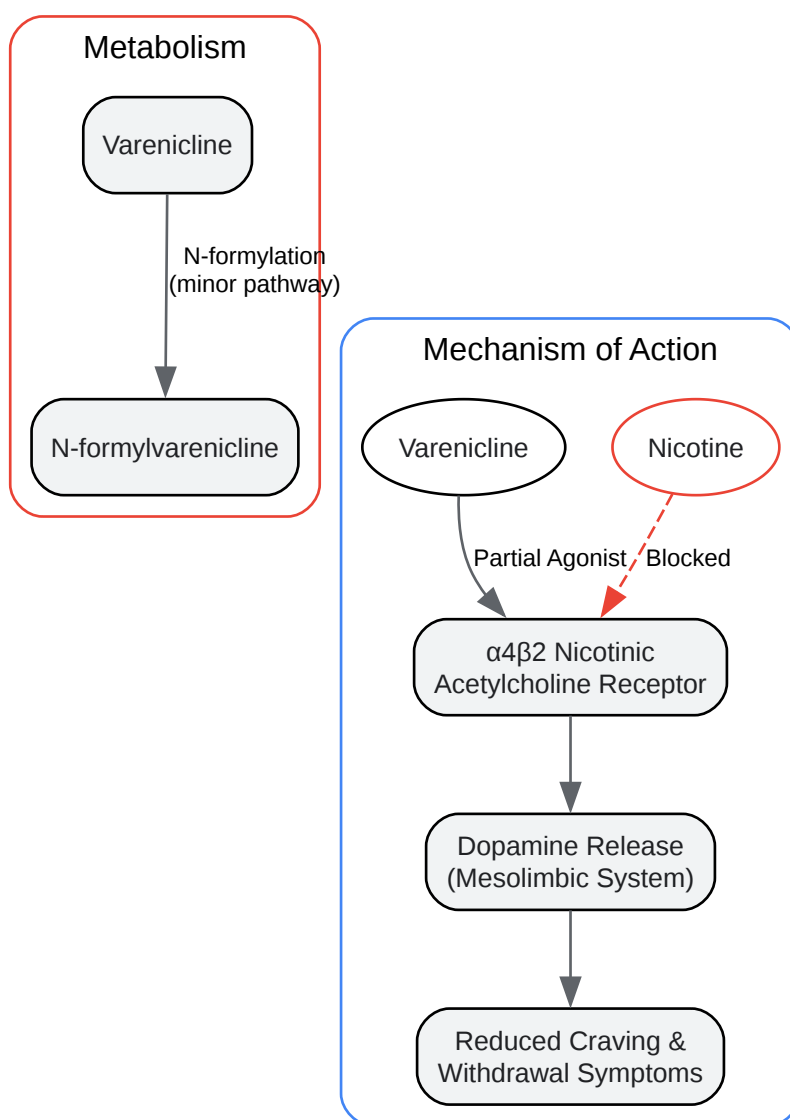 Metabolism
Varenicline
N-formylation
(minor pathway)
N-formylvarenicline
Mechanism of Action
Varenicline
Nicotine
Partial Agonist
Blocked
α4β2 Nicotinic
Acetylcholine Receptor
Dopamine Release
(Mesolimbic System)
Reduced Craving &
Withdrawal Symptoms